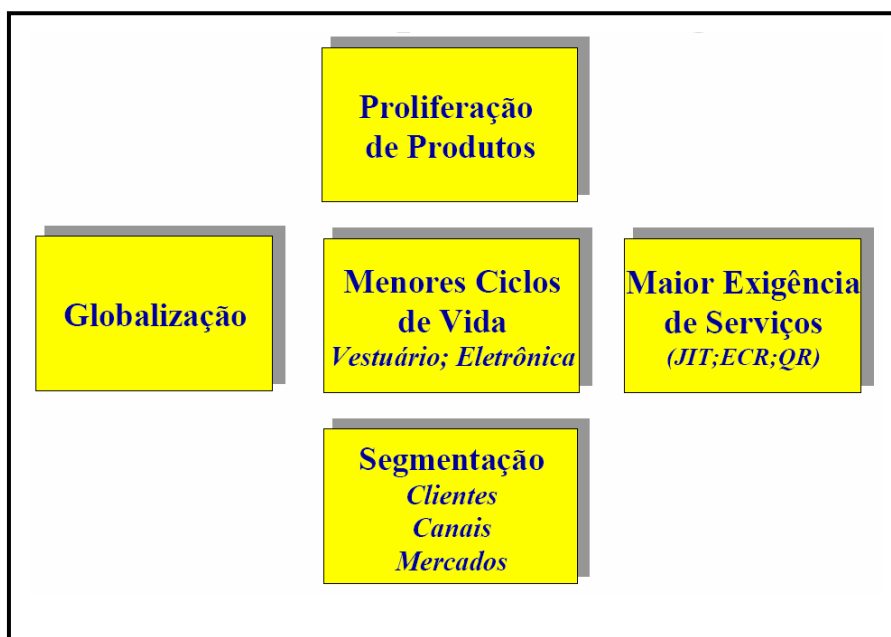 Proliferação
de Produtos
Globalização
Menores Ciclos
de Vida
Vestuário; Eletrônica
Maior Exigência
de Serviços
(JIT;ECR;QR)
Segmentação
Clientes
Canais
Mercados